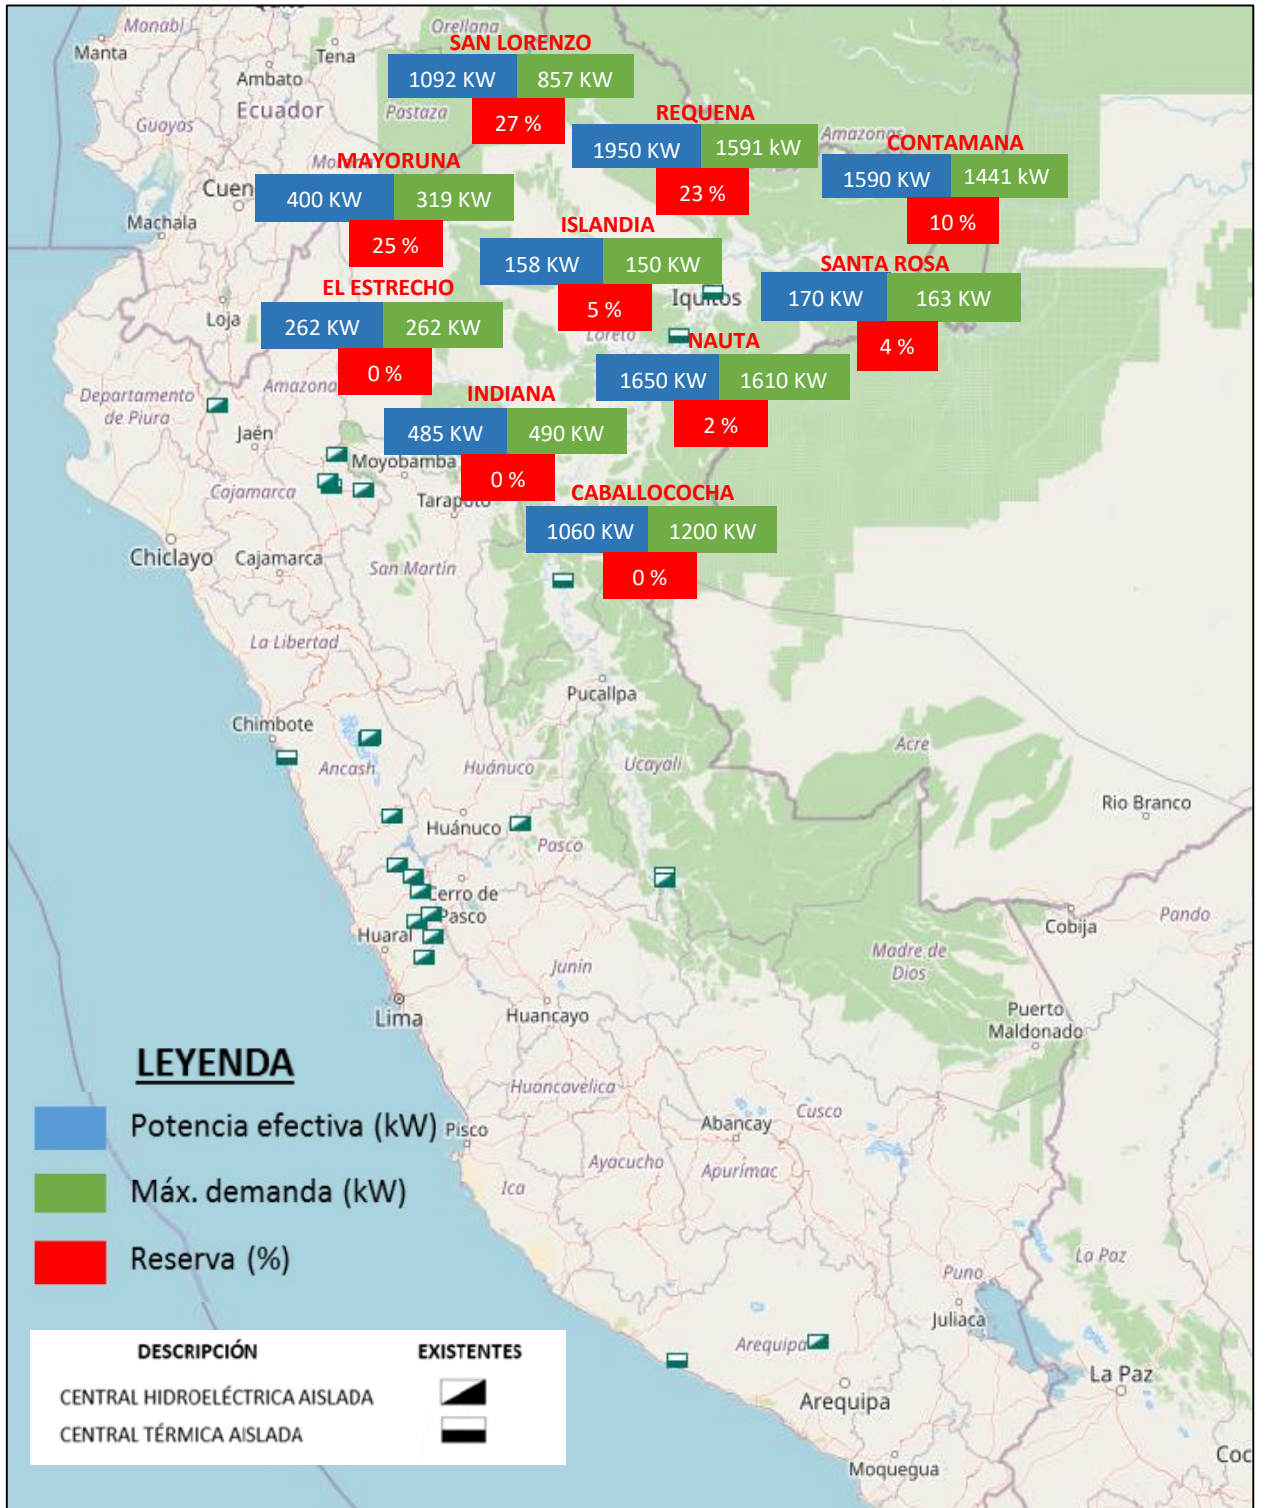 Quito
Manabí
Orellana
Manta
Tena
SAN LORENZO
Ambato
1092 KW
857 KW
Ecuador
Pastaza
27 %
REQUENA
Guayas
Amazonas
1950 KW
1591 kW
CONTAMANA
MAYORUNA
1590 KW
1441 kW
Cuen
400 KW
319 KW
23 %
Machala
ISLANDIA
10 %
25 %
158 KW
150 KW
SANTA ROSA
EL ESTRECHO
Iquitos
170 KW
163 KW
Loja
262 KW
262 KW
5 %
Loreto
NAUTA
4 %
0 %
1650 KW
1610 KW
Departamento
de Piura
Amazona
INDIANA
2 %
Jaén
485 KW
490 KW
Moyobamba
Cajamarca
0 %
Tarapoto
CABALLOCOCHA
1060 KW
1200 KW
Chiclayo
Cajamarca
San Martín
0 %
La Libertad
Pucallpa
Chimbote
Acre
Ancash
Huánuco
Ucayali
Rio Branco
Huánuco
Pasco
Cerro de
Pasco
Pando
Huaral
Cobija
Junín
Madre de
Dios
Lima
Huancayo
Puerto
Maldonado
LEYENDA
Huancavelica
Potencia efectiva (kW)
Pisco
Abancay
Cusco
Ayacucho
Apurímac
Máx. demanda (kW)
Ica
Reserva (%)
La Paz
Puno
Juliaca
Arequipa
DESCRIPCIÓN
EXISTENTES
La Paz
CENTRAL HIDROELÉCTRICA AISLADA
Arequipa
CENTRAL TÉRMICA AISLADA
Coc
Moquegua